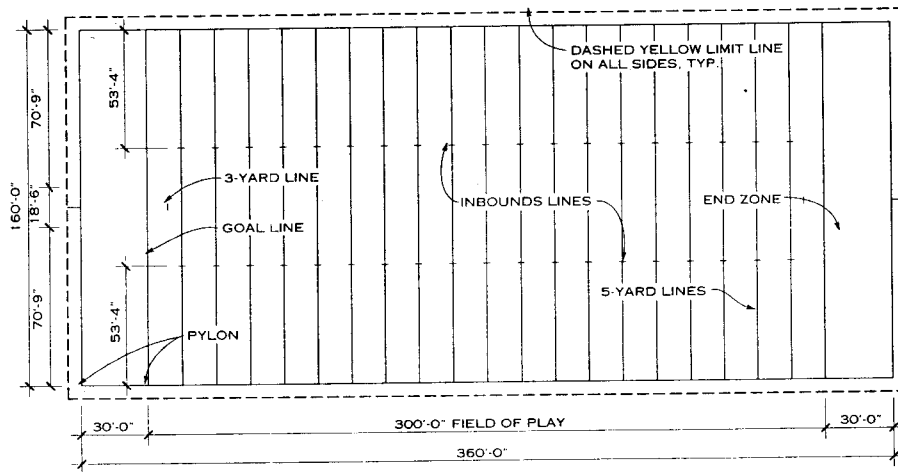 DASHED YELLOW LIMIT LINE
ON ALL SIDES, TYP.
160'-0"
70'-9"
18'-6"
70'-9"
53'-4"
53'-4"
3-YARD LINE
GOAL LINE
INBOUNDS LINES
END ZONE
5-YARD LINES
PYLON
30'-0"
300'-0" FIELD OF PLAY
30'-0"
360'-0"